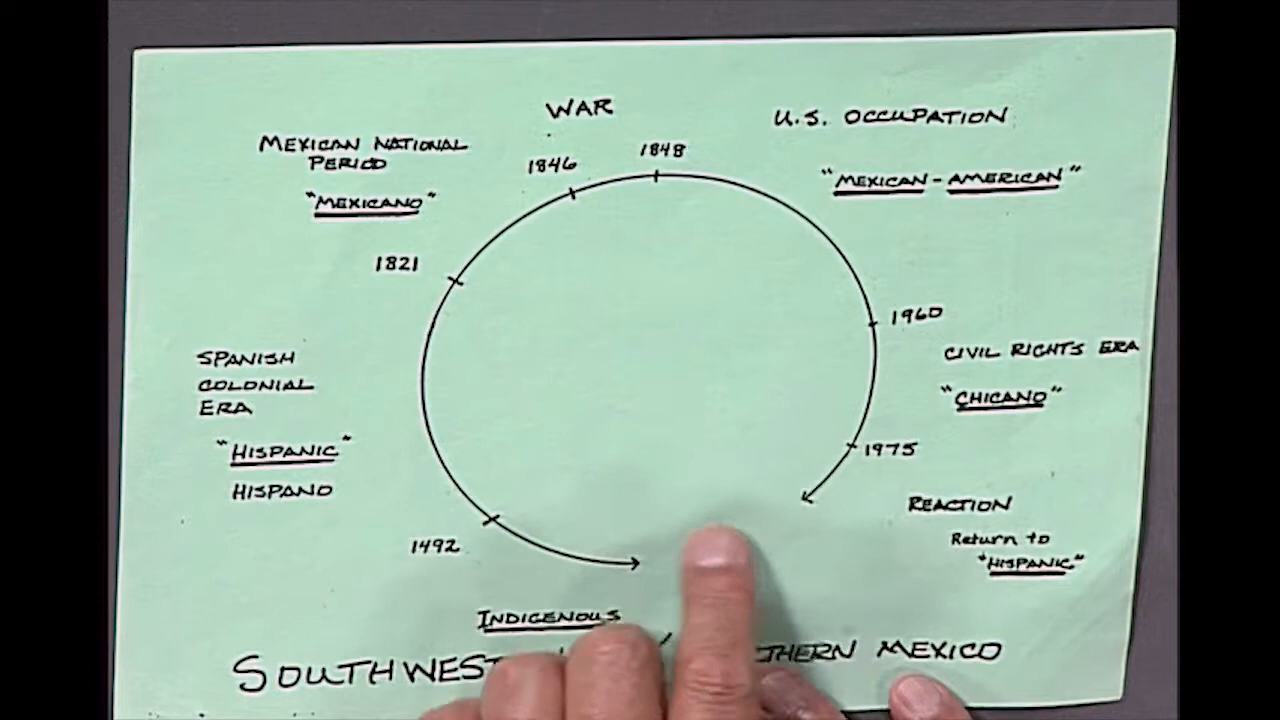 WAR
U.S. OCCUPATION
MEXICAN NATIONAL
PERIOD
"MEXICANO"
1846
1848
"MEXICAN-AMERICAN"
1821
1960
CIVIL RIGHTS ERA
"CHICANO"
SPANISH
COLONIAL
ERA
"HISPANIC"
HISPANO
1975
REACTION
Return to
"HISPANIC"
1492
INDIGENOUS
MEXICO